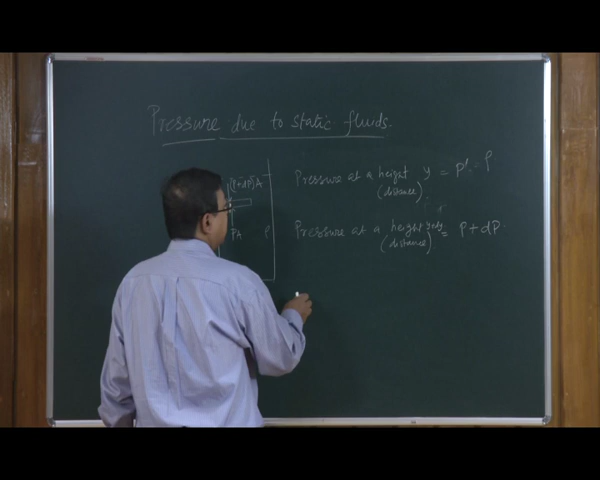 Pressure due to static fluids.
(P+dP)A
Pressure at a height y = P
(distance)
PA ρ
Pressure at a height y+dy = P + dP.
(distance)